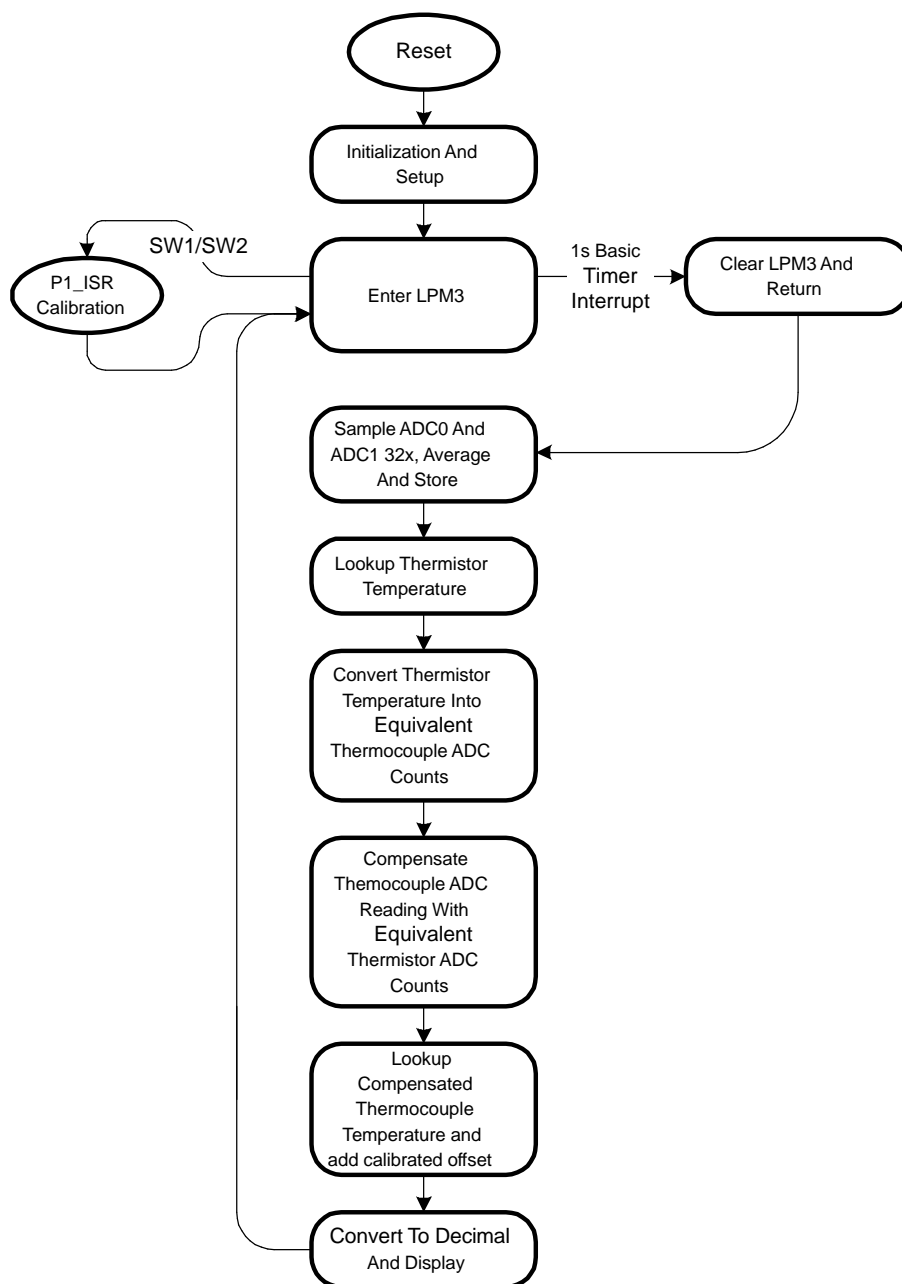 Reset
Initialization And
Setup
SW1/SW2
P1_ISR
Calibration
Enter LPM3
1s Basic
Timer
Interrupt
Clear LPM3 And
Return
Sample ADC0 And
ADC1 32x, Average
And Store
Lookup Thermistor
Temperature
Convert Thermistor
Temperature Into
Equivalent
Thermocouple ADC
Counts
Compensate
Themocouple ADC
Reading With
Equivalent
Thermistor ADC
Counts
Lookup
Compensated
Thermocouple
Temperature and
add calibrated offset
Convert To Decimal
And Display